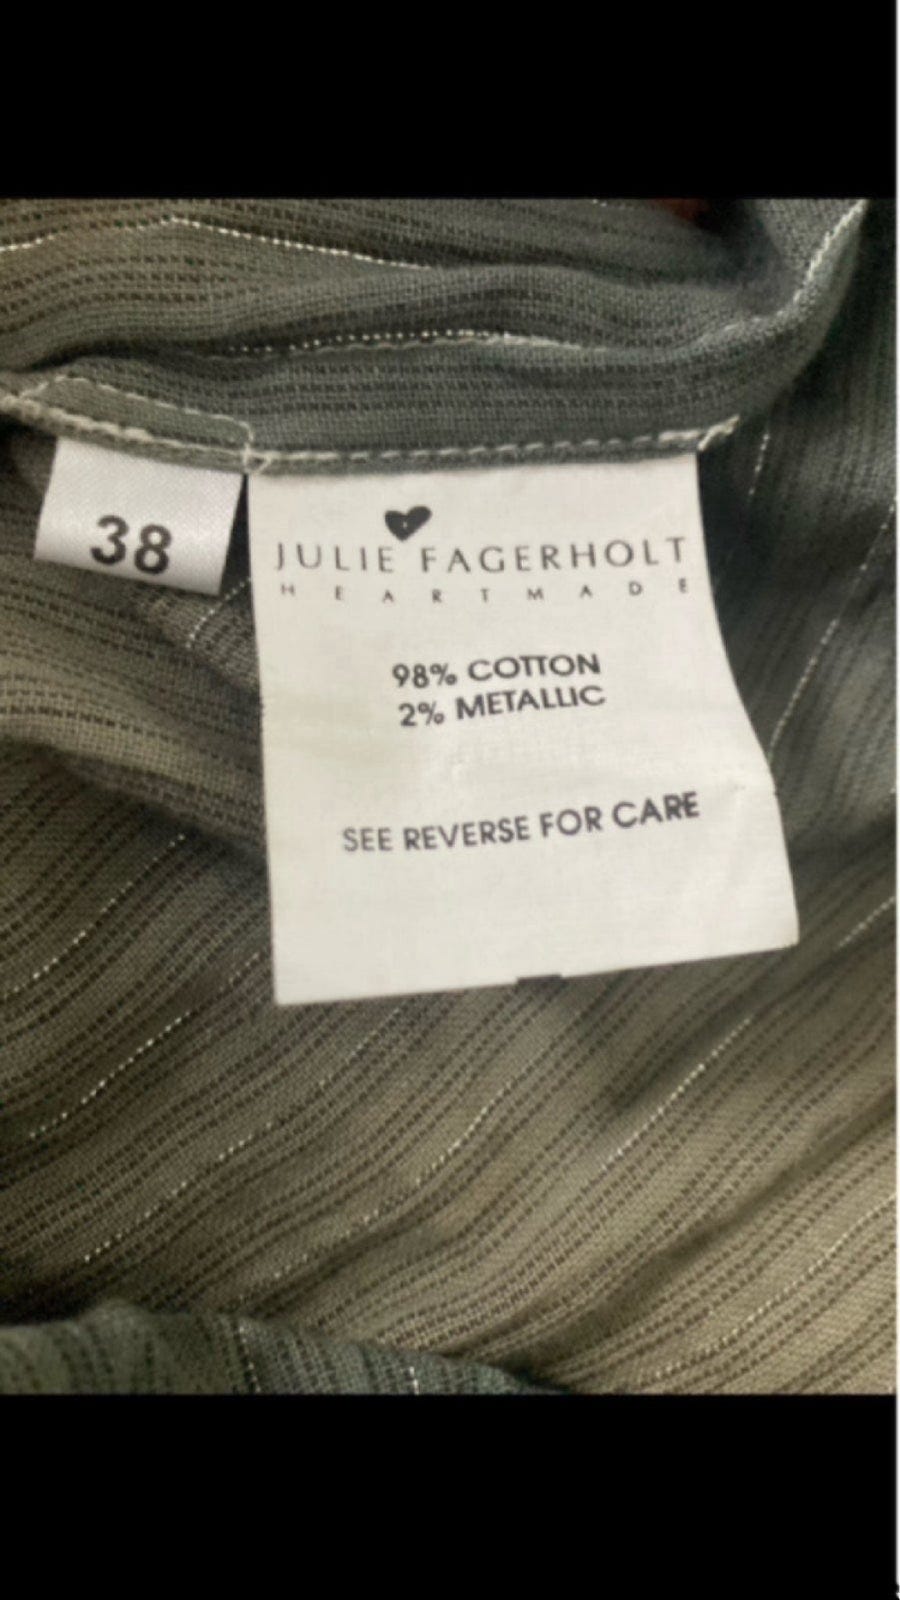 38
JULIE FAGERHOLT
HEARTMADE
98% COTTON
2% METALLIC
SEE REVERSE FOR CARE